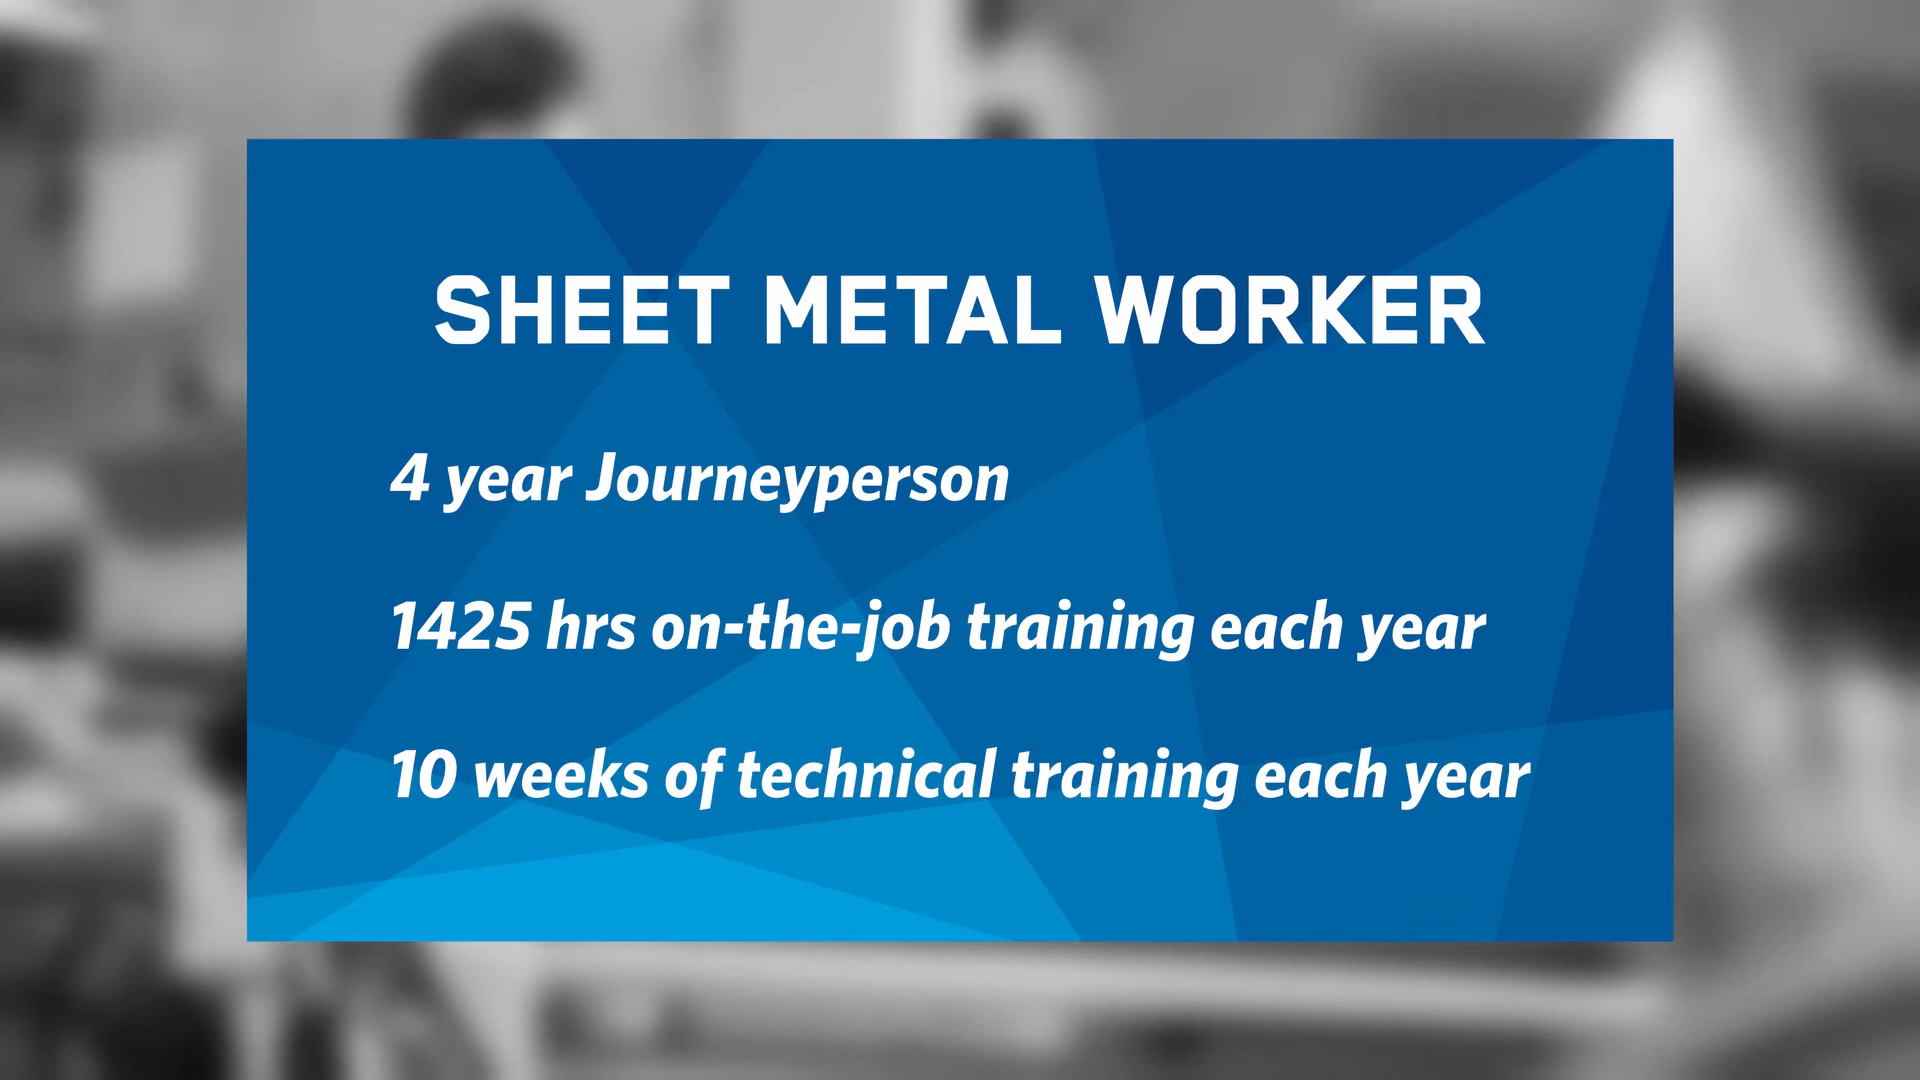 SHEET METAL WORKER
4 year Journeyperson
1425 hrs on-the-job training each year
10 weeks of technical training each year